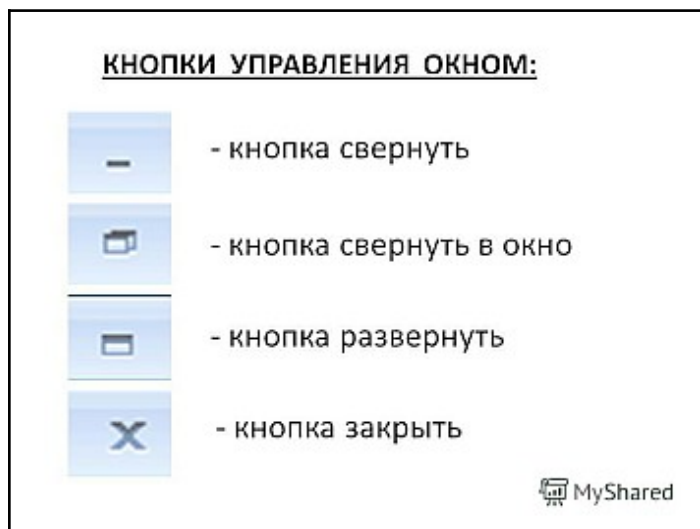 КНОПКИ УПРАВЛЕНИЯ ОКНОМ:
- кнопка свернуть
- кнопка свернуть в окно
- кнопка развернуть
- кнопка закрыть
MyShared